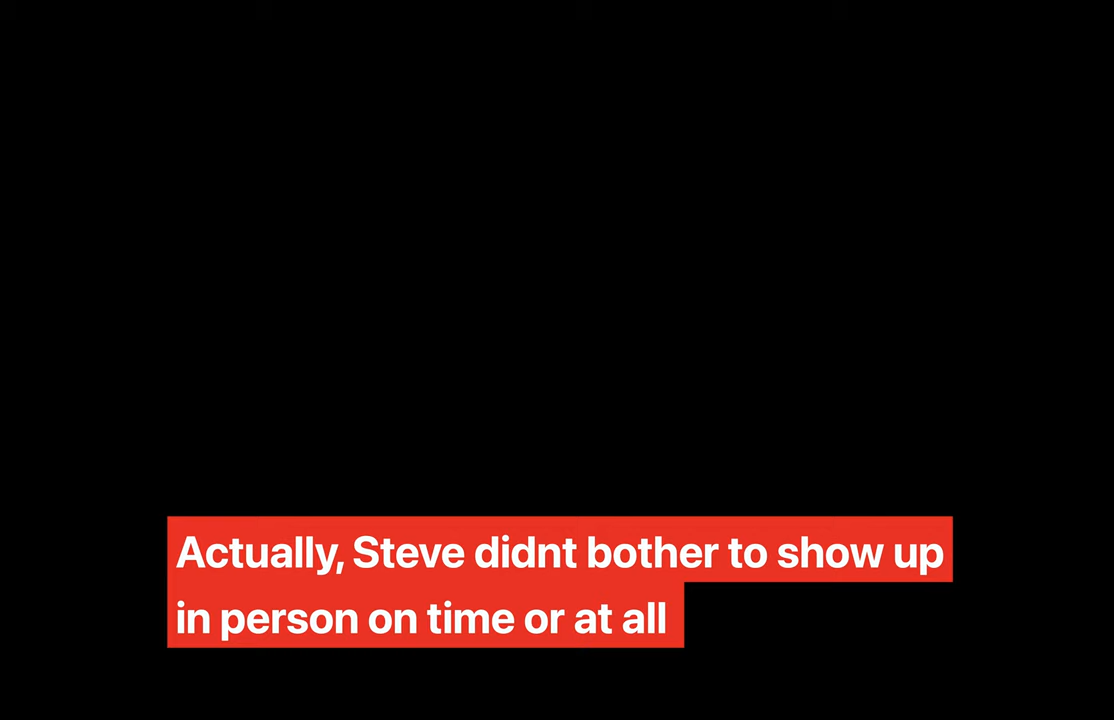 Actually, Steve didnt bother to show up
in person on time or at all